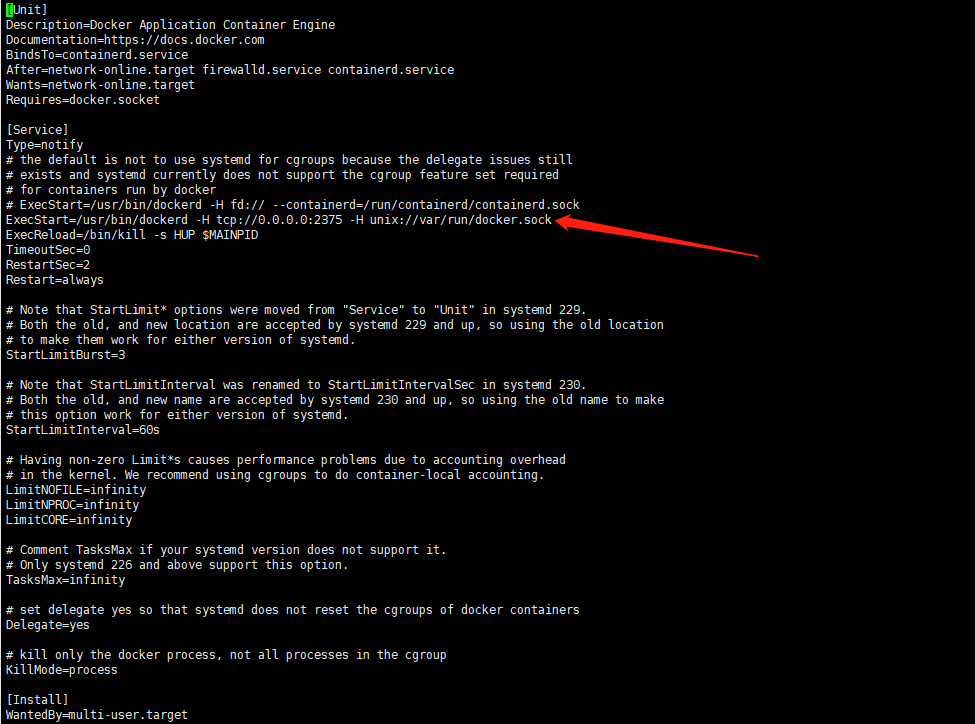 [Unit]
Description=Docker Application Container Engine
Documentation=https://docs.docker.com
BindsTo=containerd.service
After=network-online.target firewalld.service containerd.service
Wants=network-online.target
Requires=docker.socket
[Service]
Type=notify
# the default is not to use systemd for cgroups because the delegate issues still
# exists and systemd currently does not support the cgroup feature set required
# for containers run by docker
# ExecStart=/usr/bin/dockerd -H fd:// --containerd=/run/containerd/containerd.sock
ExecStart=/usr/bin/dockerd -H tcp://0.0.0.0:2375 -H unix://var/run/docker.sock
ExecReload=/bin/kill -s HUP $MAINPID
TimeoutSec=0
RestartSec=2
Restart=always
# Note that StartLimit* options were moved from "Service" to "Unit" in systemd 229.
# Both the old, and new location are accepted by systemd 229 and up, so using the old location
# to make them work for either version of systemd.
StartLimitBurst=3
# Note that StartLimitInterval was renamed to StartLimitIntervalSec in systemd 230.
# Both the old, and new name are accepted by systemd 230 and up, so using the old name to make
# this option work for either version of systemd.
StartLimitInterval=60s
# Having non-zero Limit*s causes performance problems due to accounting overhead
# in the kernel. We recommend using cgroups to do container-local accounting.
LimitNOFILE=infinity
LimitNPROC=infinity
LimitCORE=infinity
# Comment TasksMax if your systemd version does not support it.
# Only systemd 226 and above support this option.
TasksMax=infinity
# set delegate yes so that systemd does not reset the cgroups of docker containers
Delegate=yes
# kill only the docker process, not all processes in the cgroup
KillMode=process
[Install]
WantedBy=multi-user.target